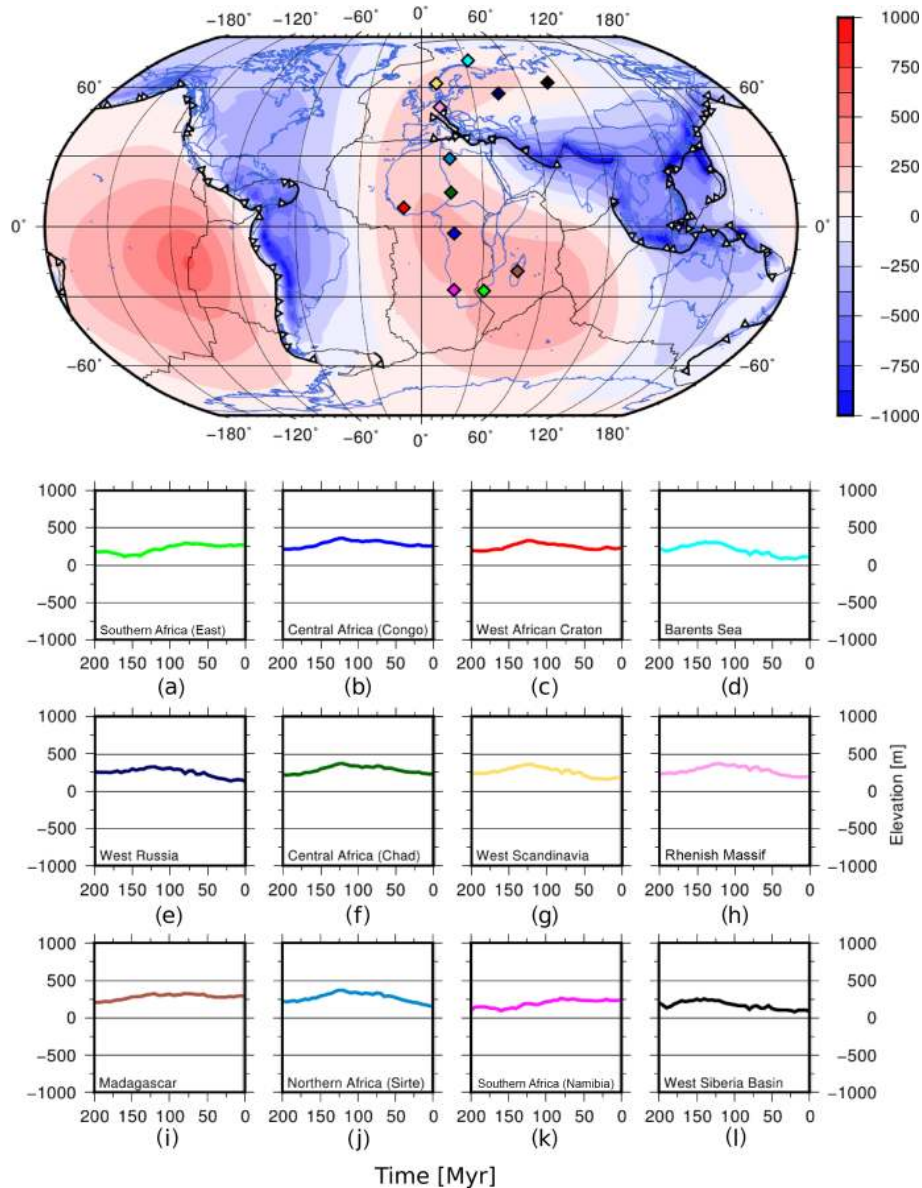 −180° −120° −60° 0° 60° 120° 180°
1000
750
60° 60°
500
250
125
0° 0°
0
−125
−250
−500
−60° −60°
−750
−1000
−180° −120° −60° 0° 60° 120° 180°
1000
500
0
−500
−1000
Southern Africa (East)
Central Africa (Congo)
West African Craton
Barents Sea
1000
500
0
−500
−1000
200 150 100 50 0 200 150 100 50 0 200 150 100 50 0 200 150 100 50 0
(a) (b) (c) (d)
1000
500
0
−500
−1000
West Russia
Central Africa (Chad)
West Scandinavia
Rhenish Massif
1000
500
0
−500
−1000
Elevation [m]
200 150 100 50 0 200 150 100 50 0 200 150 100 50 0 200 150 100 50 0
(e) (f) (g) (h)
1000
500
0
−500
−1000
Madagascar
Northern Africa (Sirte)
Southern Africa (Namibia)
West Siberia Basin
1000
500
0
−500
−1000
200 150 100 50 0 200 150 100 50 0 200 150 100 50 0 200 150 100 50 0
(i) (j) (k) (l)
Time [Myr]